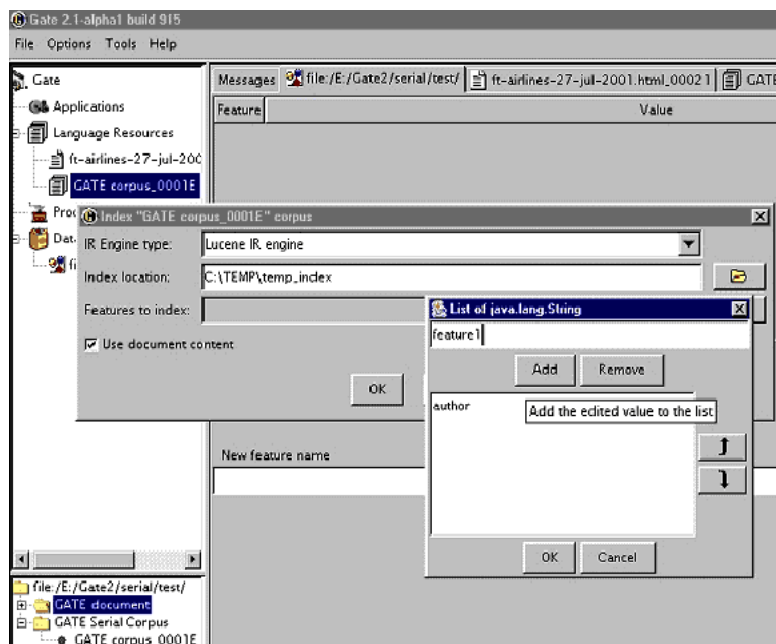 Gate 2.1-alpha1 build 915
File Options Tools Help
Gate
Applications
Language Resources
ft-airlines-27-jul-200
GATE corpus_0001E
Messages file:/E:/Gate2/serial/test/ ft-airlines-27-jul-2001.html_00021 GATE
Feature Value
Index "GATE corpus_0001E" corpus
IR Engine type: Lucene IR engine
Index location: C:\TEMP\temp_index
Features to index:
Use document content
OK
List of java.lang.String
feature1
Add Remove
author
Add the edited value to the list
OK Cancel
New feature name
file:/E:/Gate2/serial/test/
GATE document
GATE Serial Corpus
GATE corpus_0001E